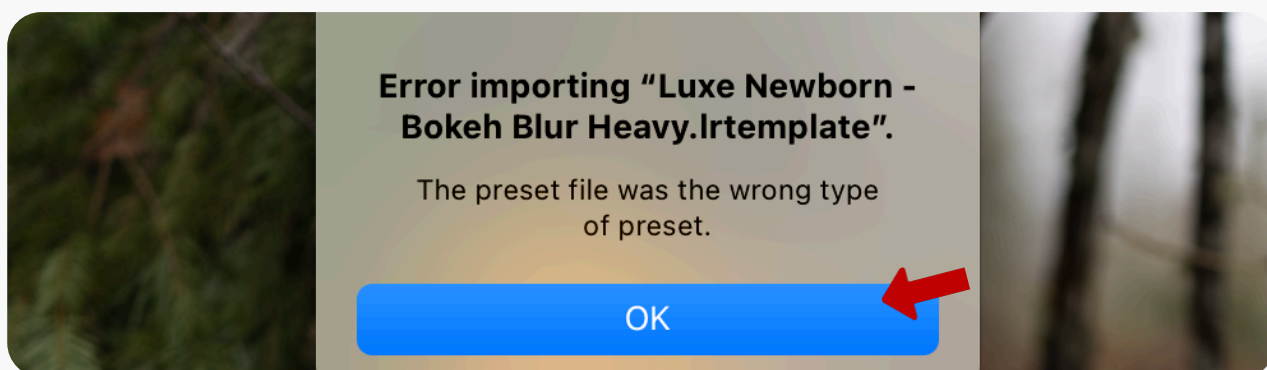 Error importing “Luxe Newborn -
Bokeh Blur Heavy.lrtemplate”.
The preset file was the wrong type
of preset.
OK